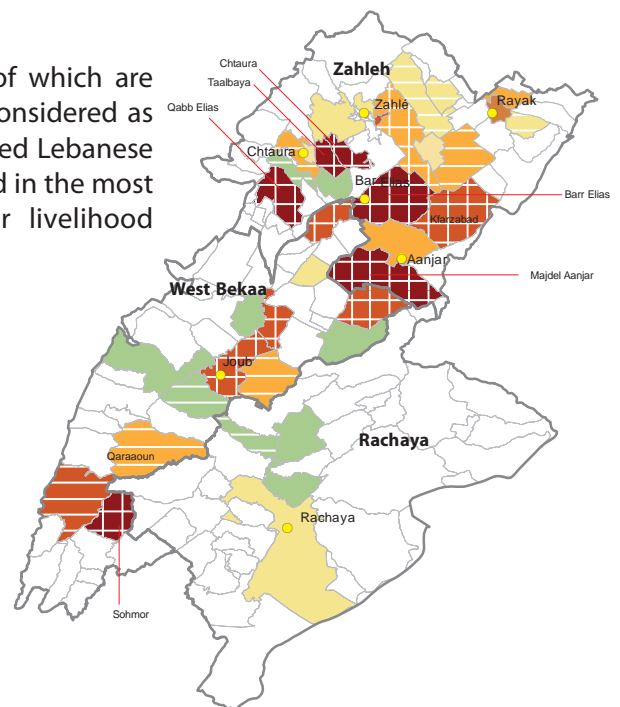 of which are
onsidered as
ed Lebanese
d in the most
r livelihood
Chtaura
Zahleh
Taalbaya
Zahlé
Rayak
Qabb Elias
Chtaura
Bar Elias
Barr Elias
Kfarzabad
Aanjar
Majdel Aanjar
West Bekaa
Joub
Rachaya
Qaraaoun
Rachaya
Sohmor